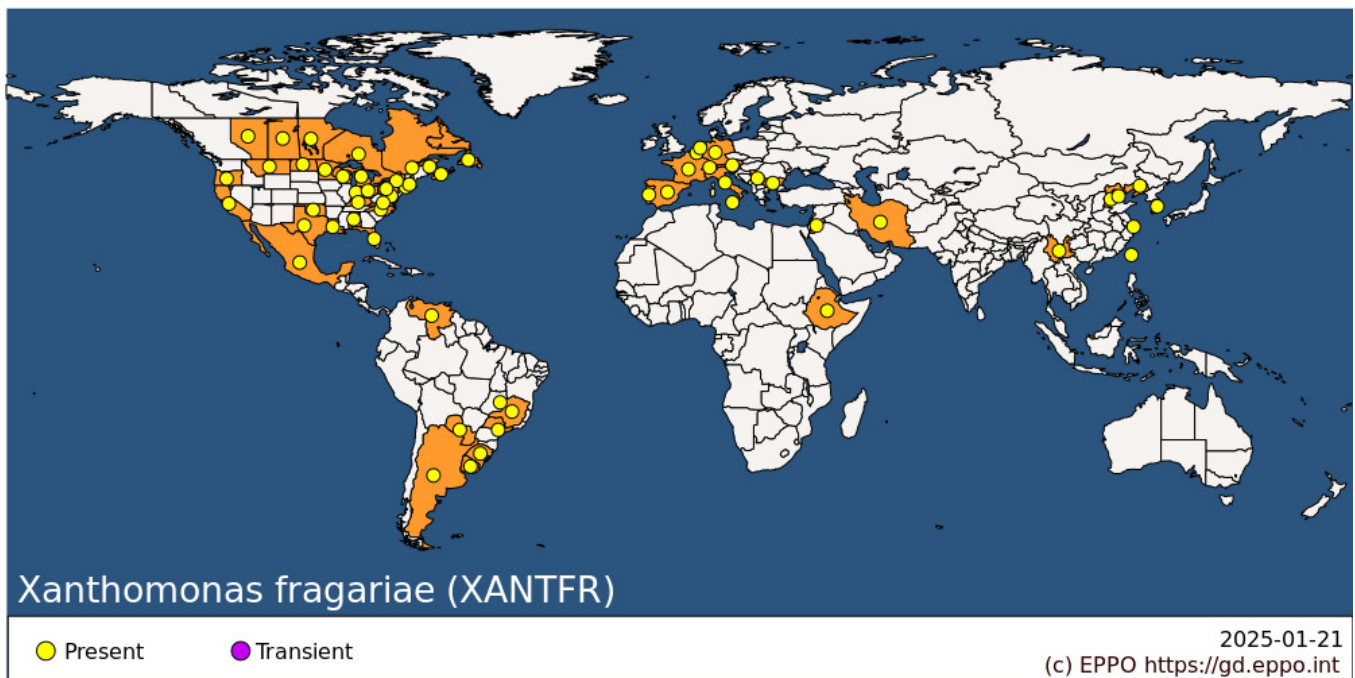 Xanthomonas fragariae (XANTFR)
Present
Transient
2025-01-21
(c) EPPO https://gd.eppo.int